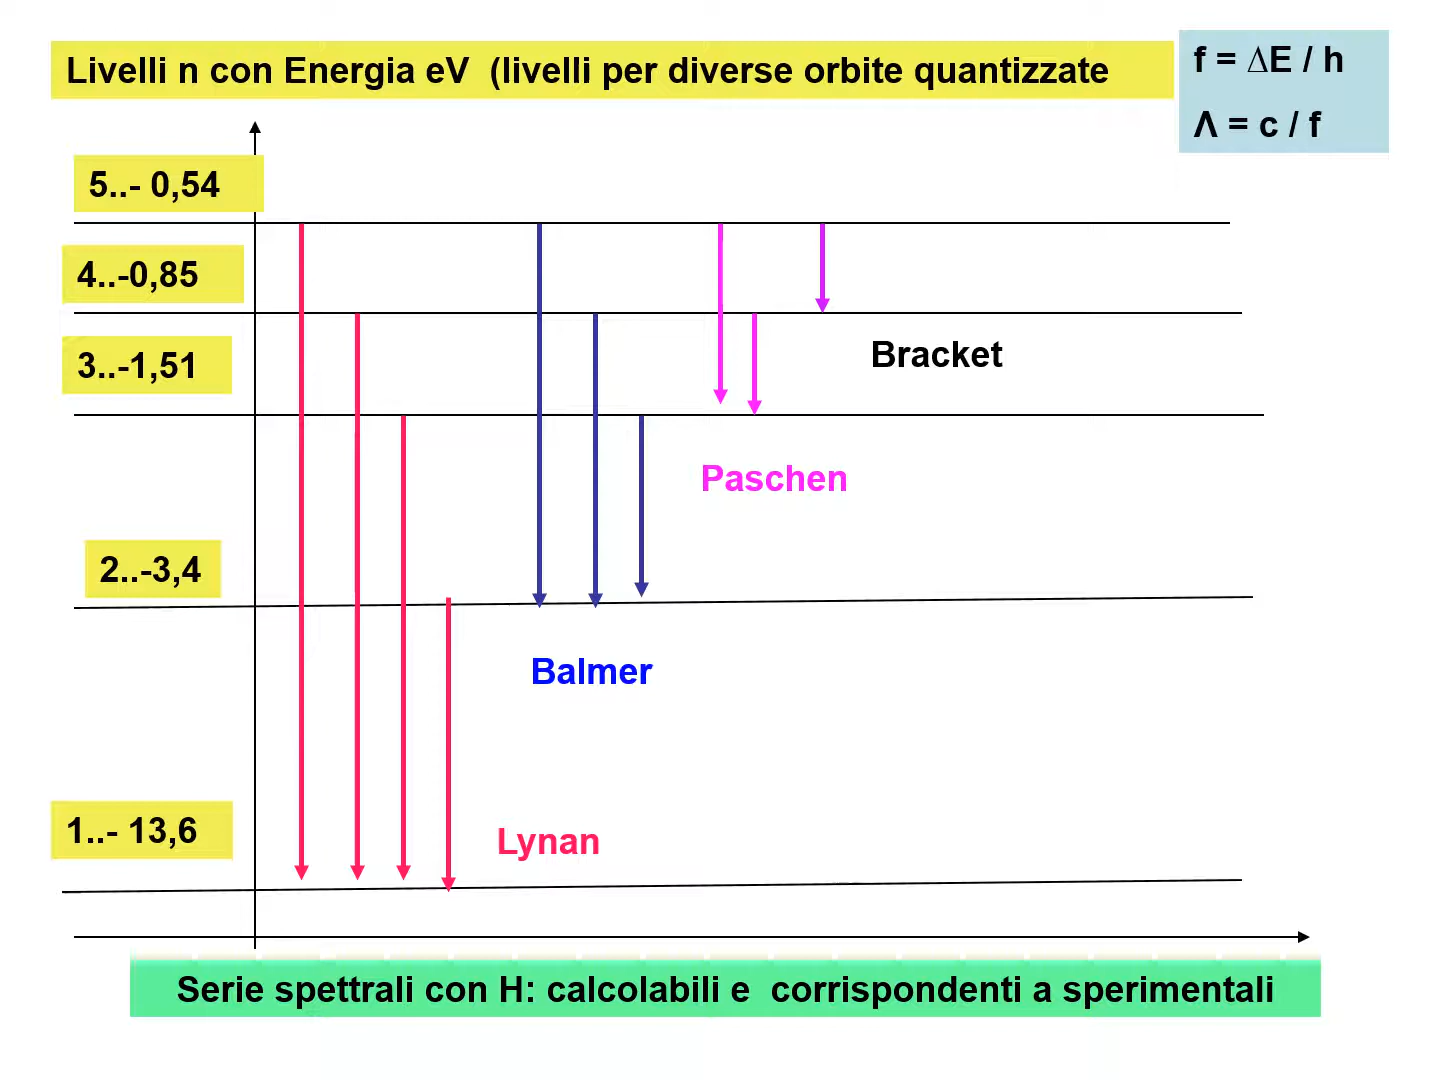 Livelli n con Energia eV (livelli per diverse orbite quantizzate
f = ∆E / h
Λ = c / f
5..- 0,54
4..-0,85
3..-1,51
Bracket
Paschen
2..-3,4
Balmer
1..- 13,6
Lynan
Serie spettrali con H: calcolabili e corrispondenti a sperimentali